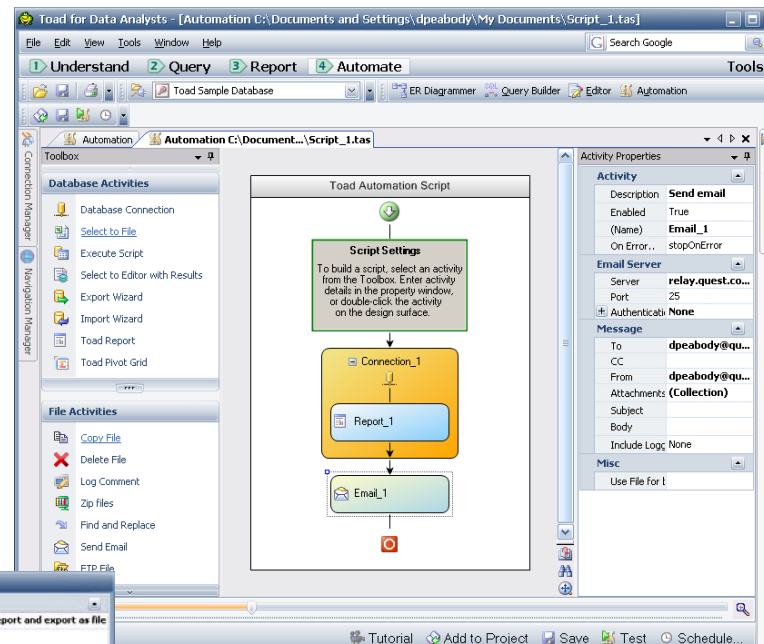 Toad for Data Analysts - [Automation C:\Documents and Settings\dpeabody\My Documents\Script_1.tas]
File Edit View Tools Window Help
Search Google
1 Understand 2 Query 3 Report 4 Automate Tools
Toad Sample Database ER Diagrammer Query Builder Editor Automation
Automation Automation C:\Document...\Script_1.tas
Connection Manager
Navigation Manager
Toolbox
Database Activities
Database Connection
Select to File
Execute Script
Select to Editor with Results
Export Wizard
Import Wizard
Toad Report
Toad Pivot Grid
File Activities
Copy File
Delete File
Log Comment
Zip files
Find and Replace
Send Email
FTP File
Toad Automation Script
Script Settings
To build a script, select an activity
from the Toolbox. Enter activity
details in the property window,
or double-click the activity
on the design surface.
Connection_1
Report_1
Email_1
Activity Properties
Activity
Description Send email
Enabled True
(Name) Email_1
On Error.. stopOnError
Email Server
Server relay.quest.co...
Port 25
Authenticati None
Message
To dpeabody@qu...
CC
From dpeabody@qu...
Attachments (Collection)
Subject
Body
Include Logg None
Misc
Use File for b
eport and export as file
Tutorial Add to Project Save Test Schedule...